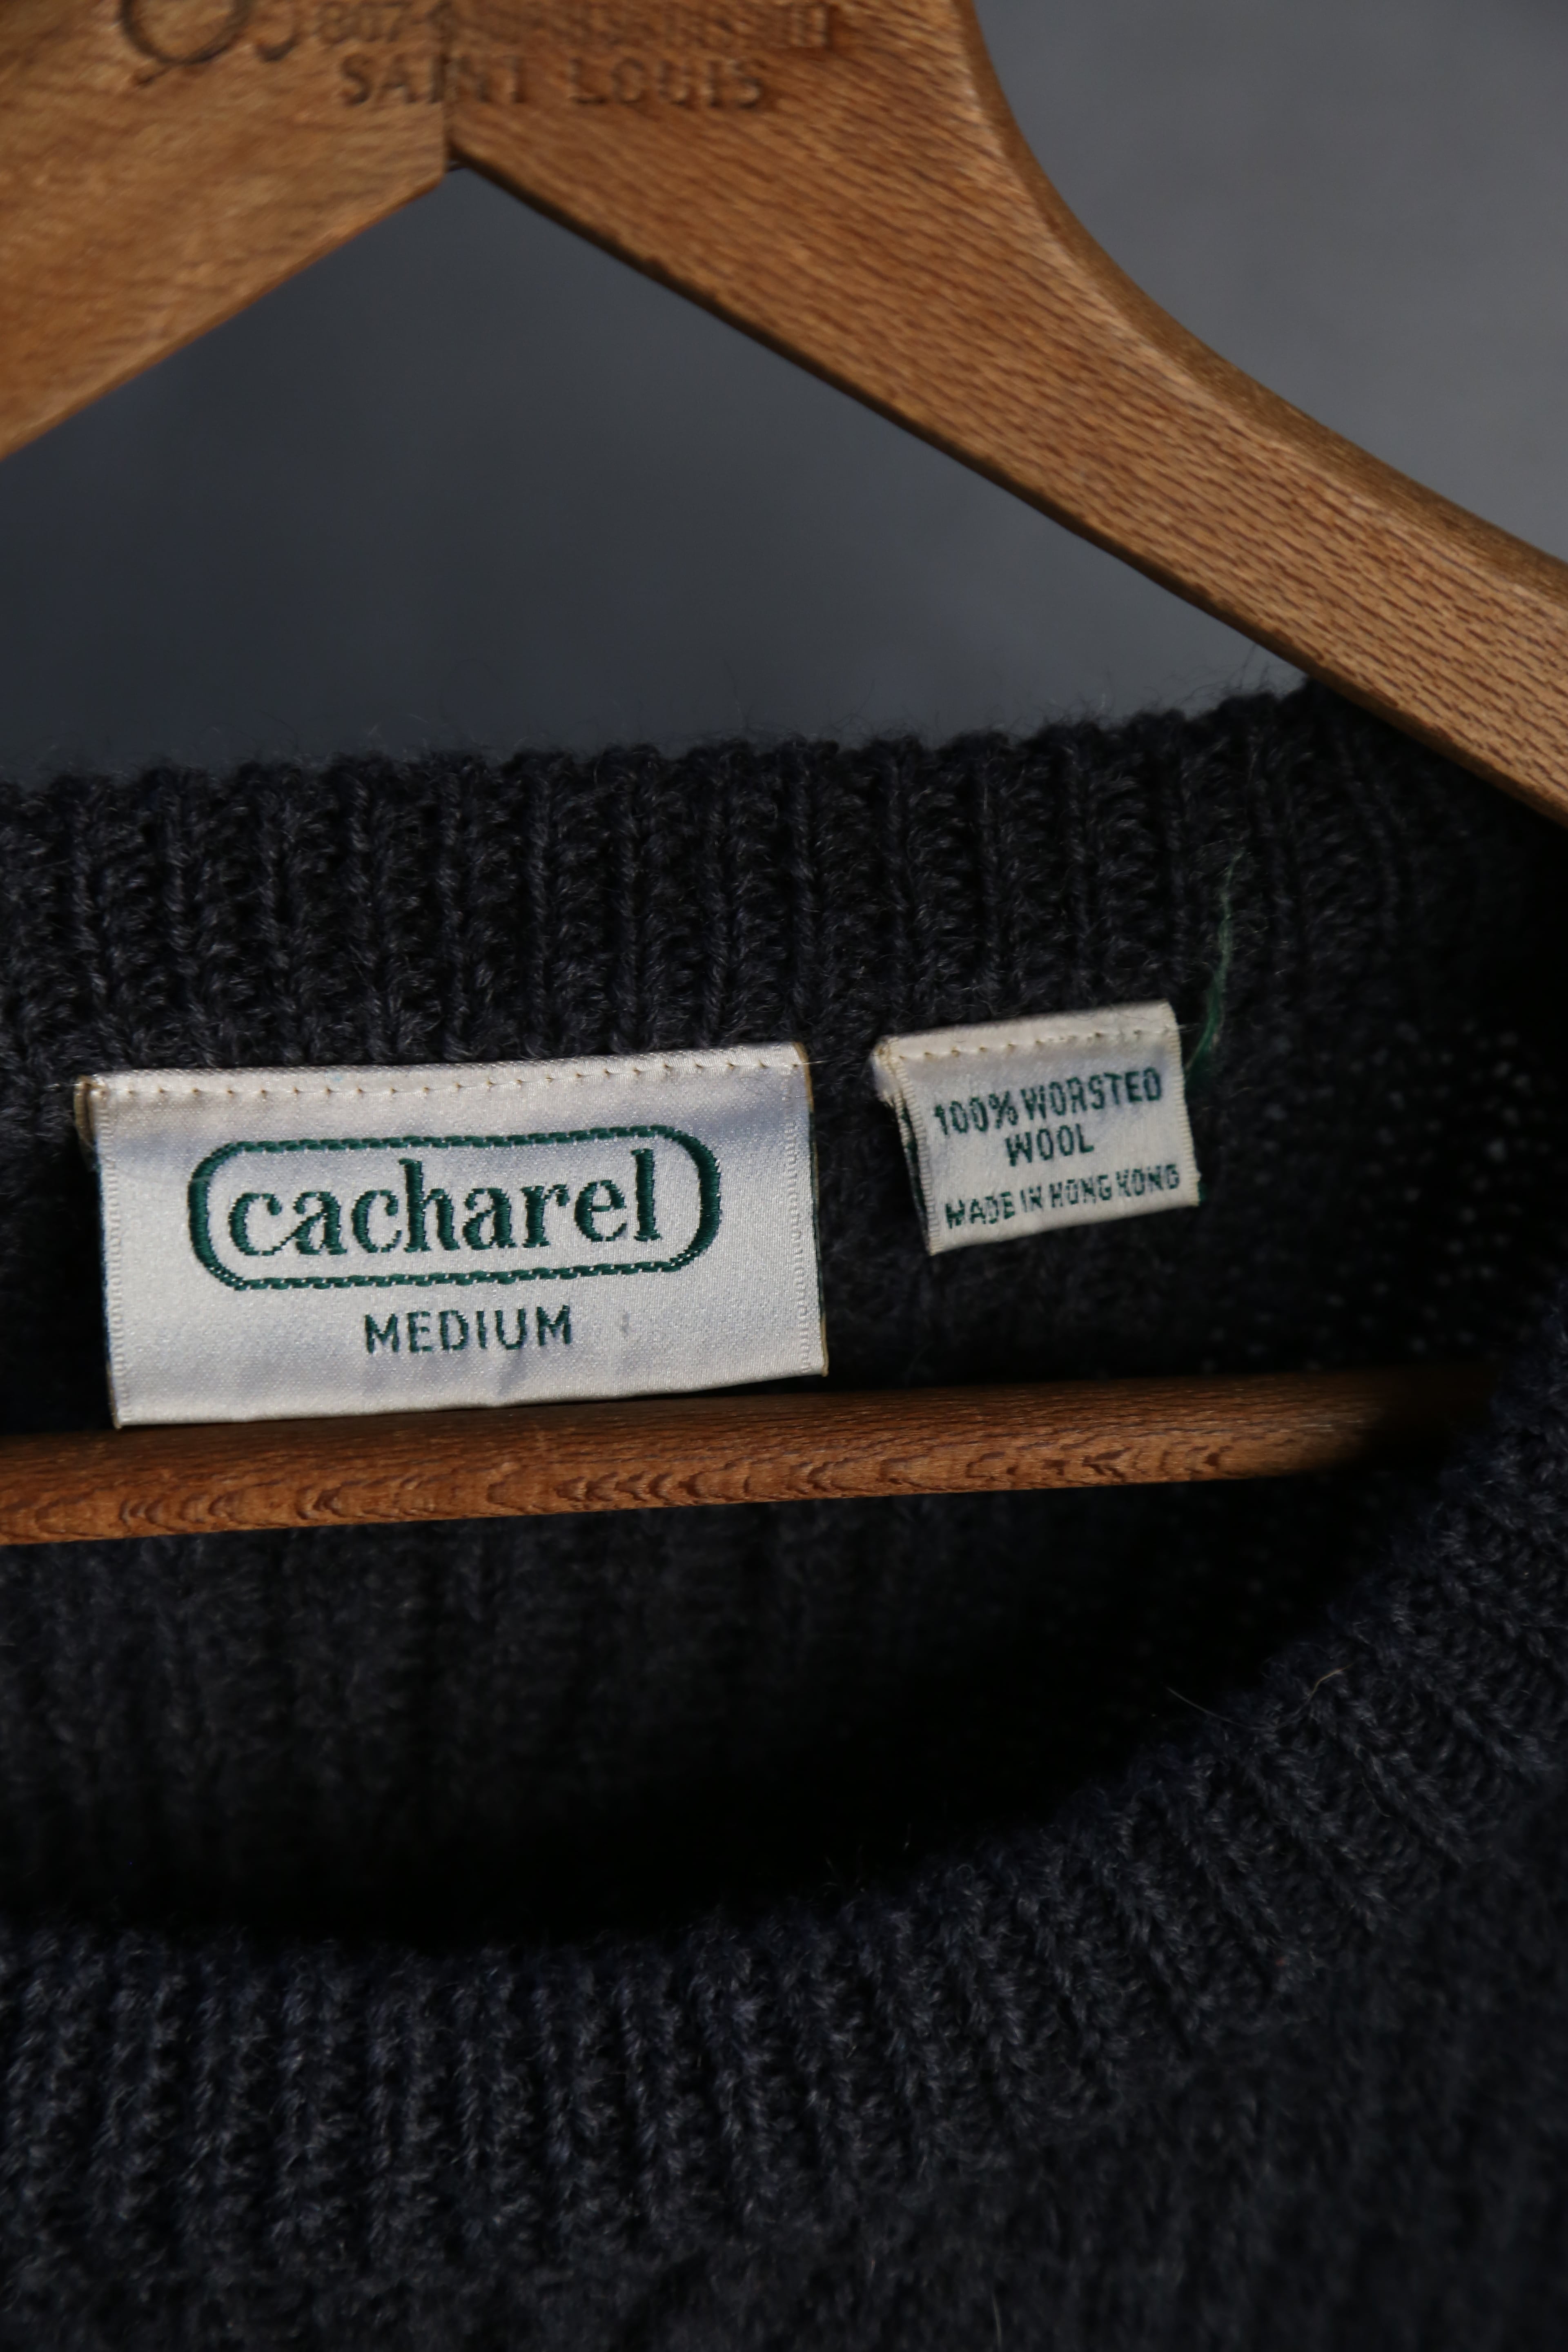 SAINT LOUIS
cacharel
MEDIUM
100% WORSTED
WOOL
MADE IN HONG KONG